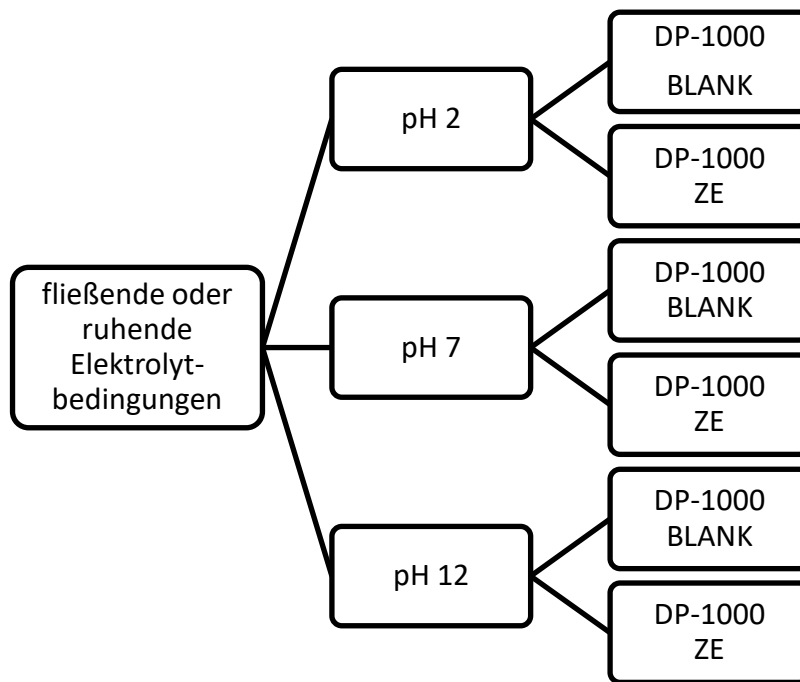 fließende oder
ruhende
Elektrolyt-
bedingungen
pH 2
DP-1000
BLANK
DP-1000
ZE
pH 7
DP-1000
BLANK
DP-1000
ZE
pH 12
DP-1000
BLANK
DP-1000
ZE